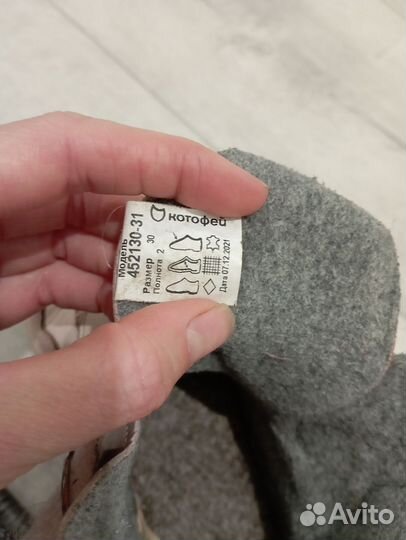 котофей
Модель
452130-31
Размер 30
Полнота 2
Дата 07.12.2021
Avito